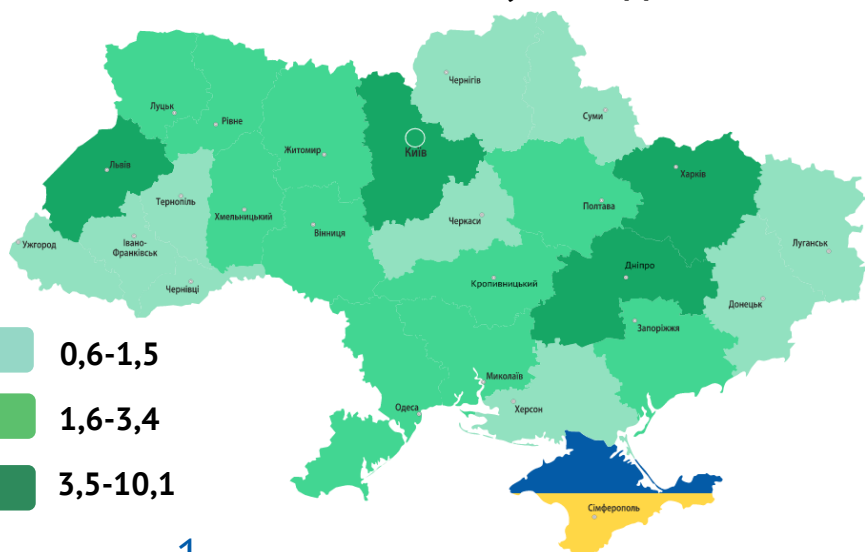 Чернігів
Суми
Луцьк
Рівне
Житомир
Київ
Львів
Харків
Тернопіль
Хмельницький
Вінниця
Черкаси
Полтава
Луганськ
Ужгород
Івано-
Франківськ
Чернівці
Кропивницький
Дніпро
Донецьк
Запоріжжя
Миколаїв
Одеса
Херсон
Сімферополь
0,6-1,5
1,6-3,4
3,5-10,1
1